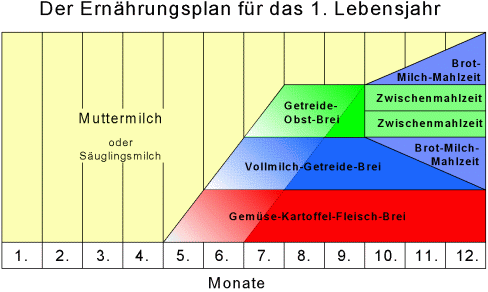 Der Ernährungsplan für das 1. Lebensjahr
Brot-
Milch-Mahlzeit
Getreide-
Obst-Brei
Zwischenmahlzeit
Zwischenmahlzeit
Muttermilch
oder
Säuglingsmilch
Vollmilch-Getreide-Brei
Brot-Milch-
Mahlzeit
Gemüse-Kartoffel-Fleisch-Brei
1. 2. 3. 4. 5. 6. 7. 8. 9. 10. 11. 12.
Monate